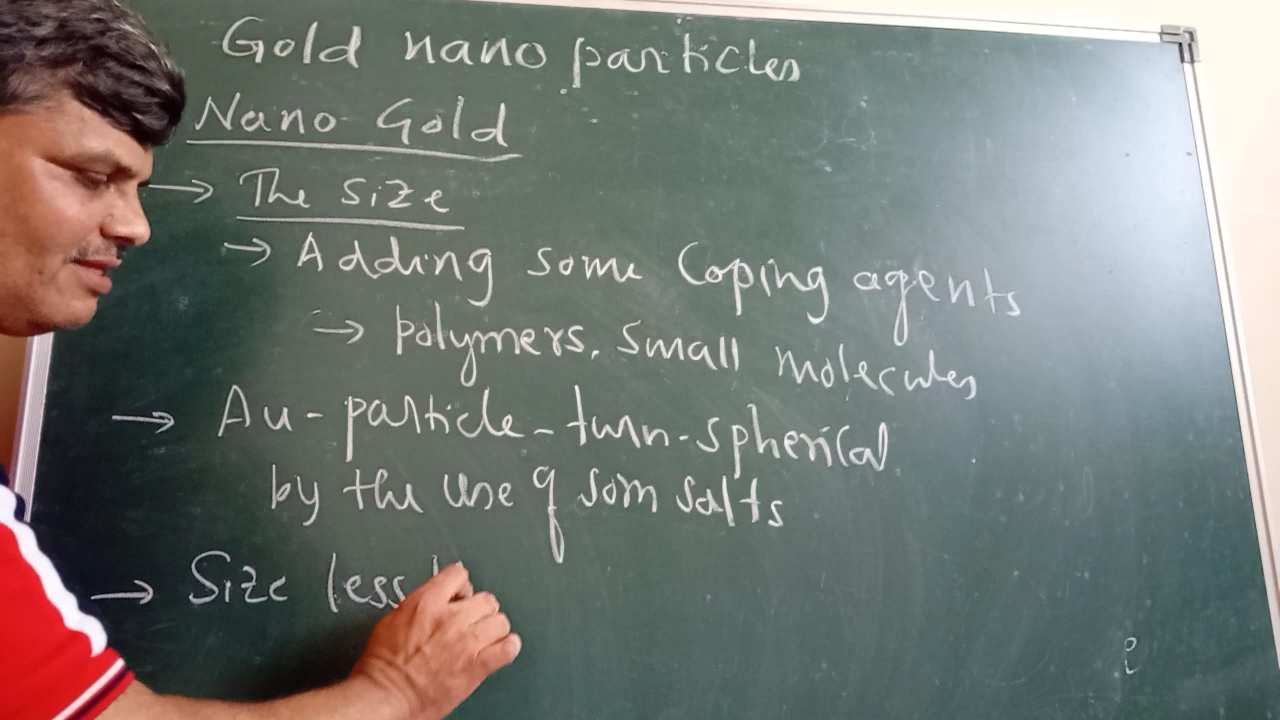 Gold nano particles
Nano Gold
→ The size
→ Adding some Coping agents
→ polymers, small molecules
→ Au - particle - turn - spherical
by the use of som salts
→ Size less